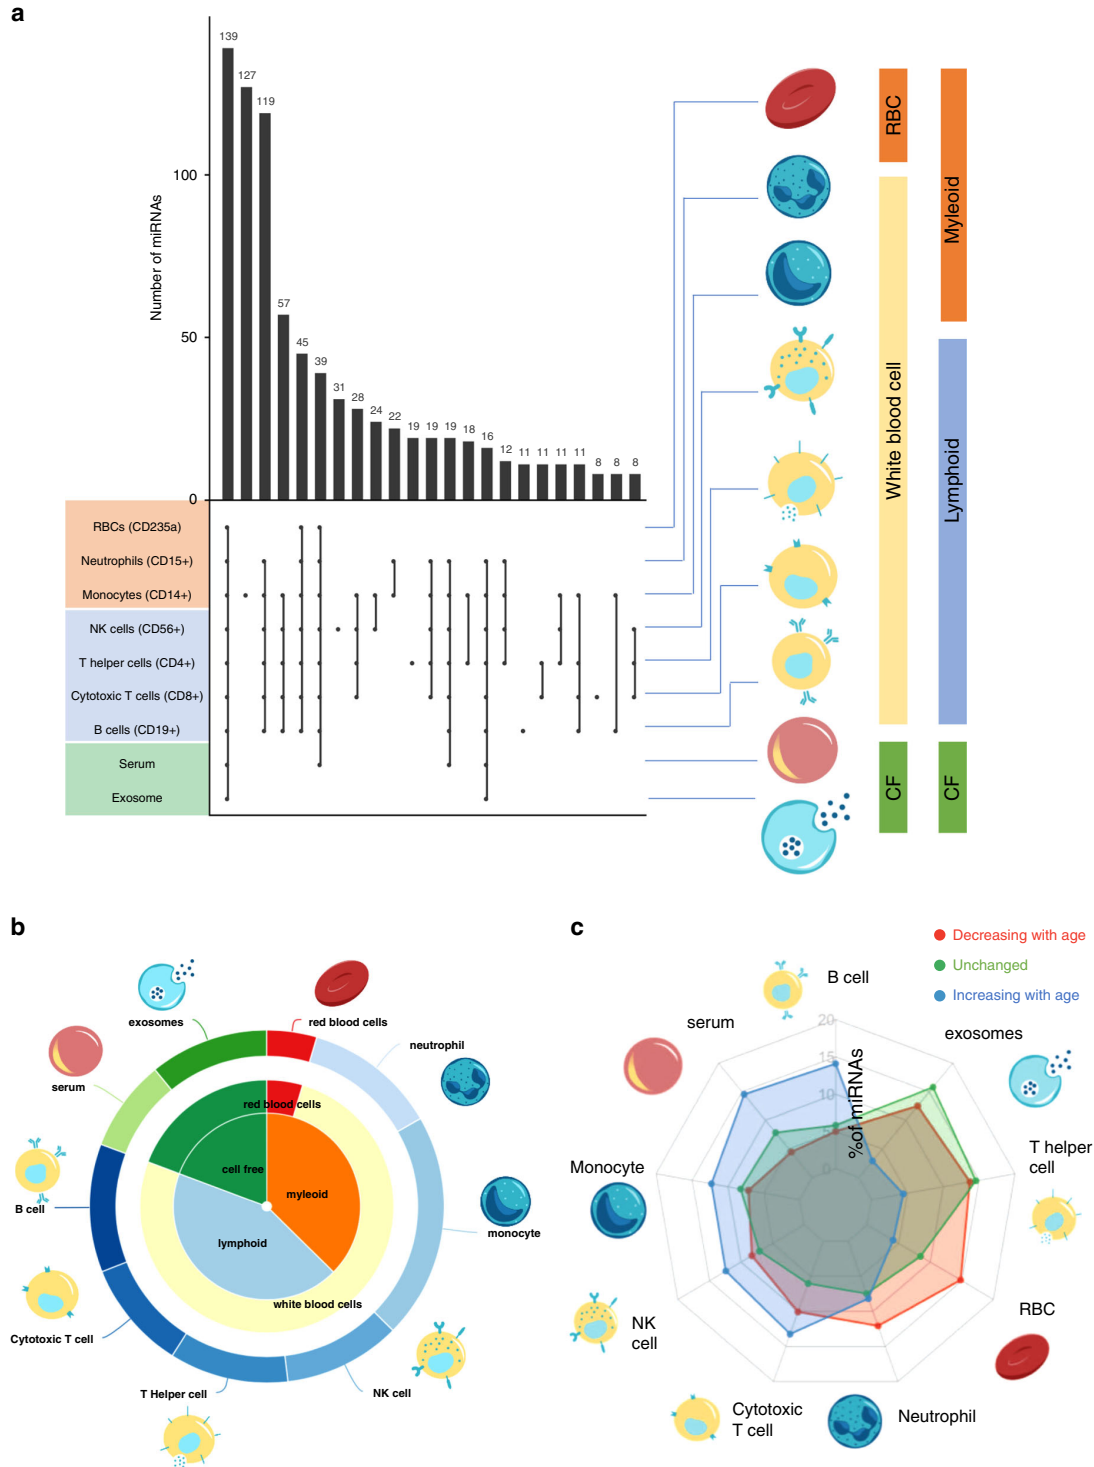 a
139
127
119
57
45
39
31
28
24
22
19
19
19
18
16
12
11
11
11
11
8
8
8
100
50
0
Number of miRNAs
RBCs (CD235a)
Neutrophils (CD15+)
Monocytes (CD14+)
NK cells (CD56+)
T helper cells (CD4+)
Cytotoxic T cells (CD8+)
B cells (CD19+)
Serum
Exosome
RBC
White blood cell
CF
Myleoid
Lymphoid
CF
b
exosomes
red blood cells
neutrophil
serum
red blood cells
cell free
myleoid
B cell
lymphoid
monocyte
white blood cells
Cytotoxic T cell
T Helper cell
NK cell
c
Decreasing with age
Unchanged
Increasing with age
B cell
serum
exosomes
20
15
10
5
0
%of miRNAs
T helper
cell
Monocyte
RBC
NK
cell
Cytotoxic
T cell
Neutrophil